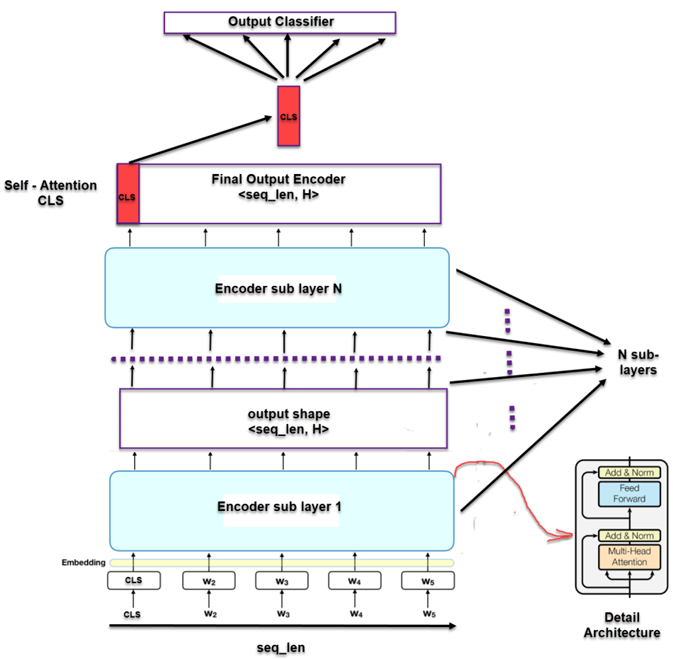 Output Classifier
CLS
Self - Attention
CLS
CLS
Final Output Encoder
<seq_len, H>
Encoder sub layer N
N sub-
layers
output shape
<seq_len, H>
Encoder sub layer 1
Add & Norm
Feed
Forward
Add & Norm
Multi-Head
Attention
Embedding
CLS W2 W3 W4 W5
CLS W2 W3 W4 W5
seq_len
Detail
Architecture